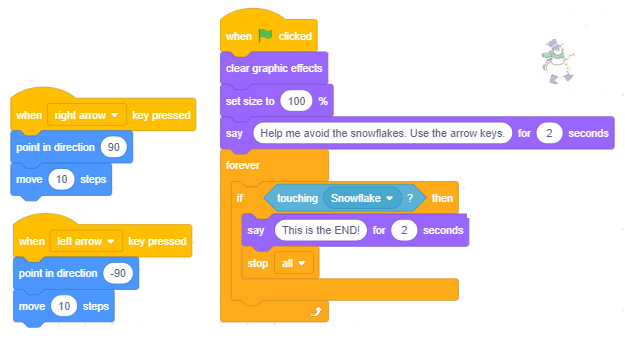 when right arrow key pressed
point in direction 90
move 10 steps
when left arrow key pressed
point in direction -90
move 10 steps
when clicked
clear graphic effects
set size to 100 %
say Help me avoid the snowflakes. Use the arrow keys. for 2 seconds
forever
if touching Snowflake ? then
say This is the END! for 2 seconds
stop all